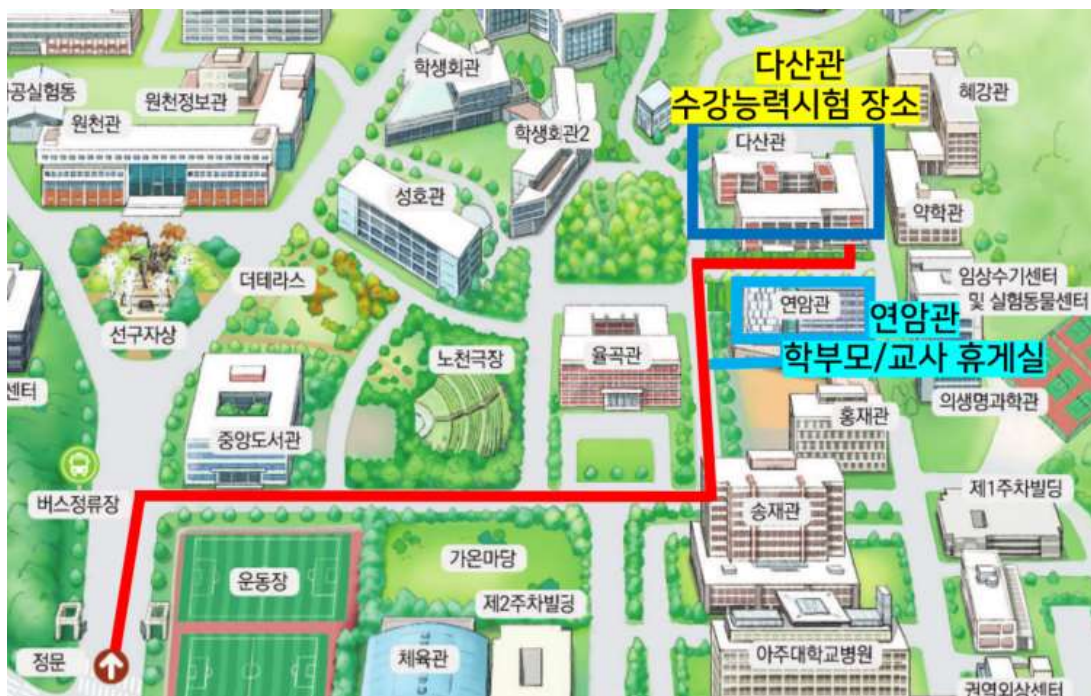 학생회관
다산관
수강능력시험 장소
혜강관
공실험동
원천정보관
원천관
학생회관2
다산관
성호관
약학관
더테라스
임상수기센터
및 실험동물센터
연암관
연암관
학부모/교사 휴게실
선구자상
노천극장
율곡관
센터
의생명과학관
홍재관
중앙도서관
버스정류장
제1주차빌딩
송재관
가온마당
운동장
제2주차빌딩
정문
체육관
아주대학교병원
권역외상센터